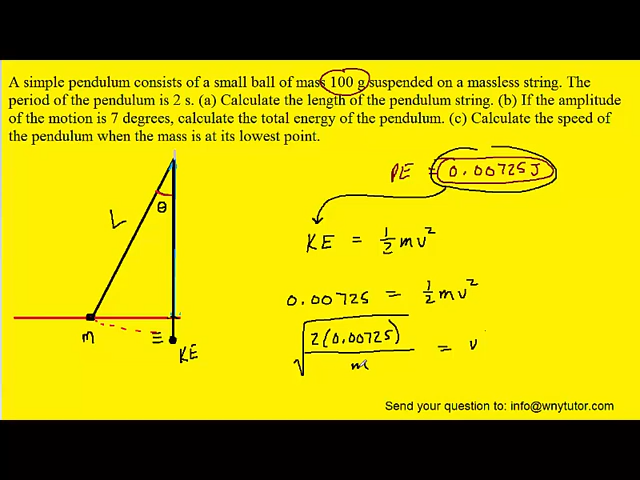 A simple pendulum consists of a small ball of mass 100 g suspended on a massless string. The
period of the pendulum is 2 s. (a) Calculate the length of the pendulum string. (b) If the amplitude
of the motion is 7 degrees, calculate the total energy of the pendulum. (c) Calculate the speed of
the pendulum when the mass is at its lowest point.
PE = 0.00725 J
θ
L
KE = 1/2 mv²
0.00725 = 1/2 mv²
√(2(0.00725)/m) = v
m
KE
Send your question to: info@wnytutor.com